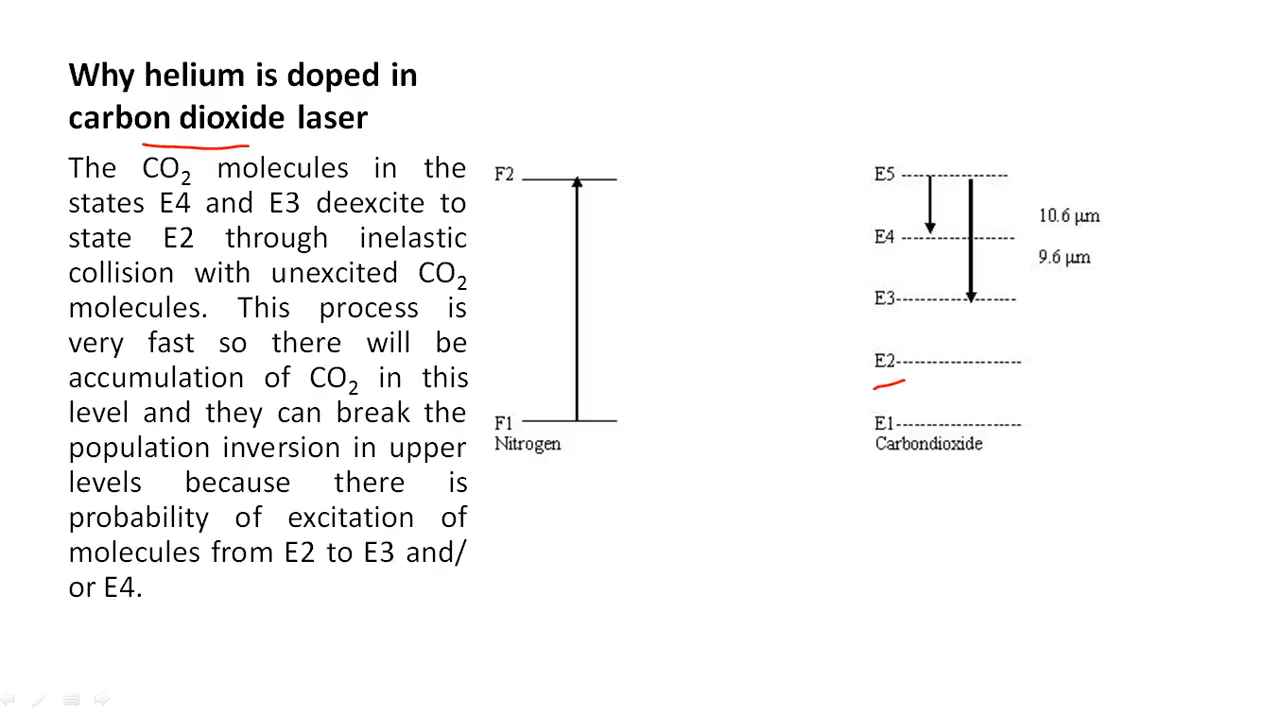 Why helium is doped in
carbon dioxide laser
The CO₂ molecules in the
states E4 and E3 deexcite to
state E2 through inelastic
collision with unexcited CO₂
molecules. This process is
very fast so there will be
accumulation of CO₂ in this
level and they can break the
population inversion in upper
levels because there is
probability of excitation of
molecules from E2 to E3 and/
or E4.
F2
F1
Nitrogen
E5
E4
E3
E2
E1
Carbondioxide
10.6 µm
9.6 µm